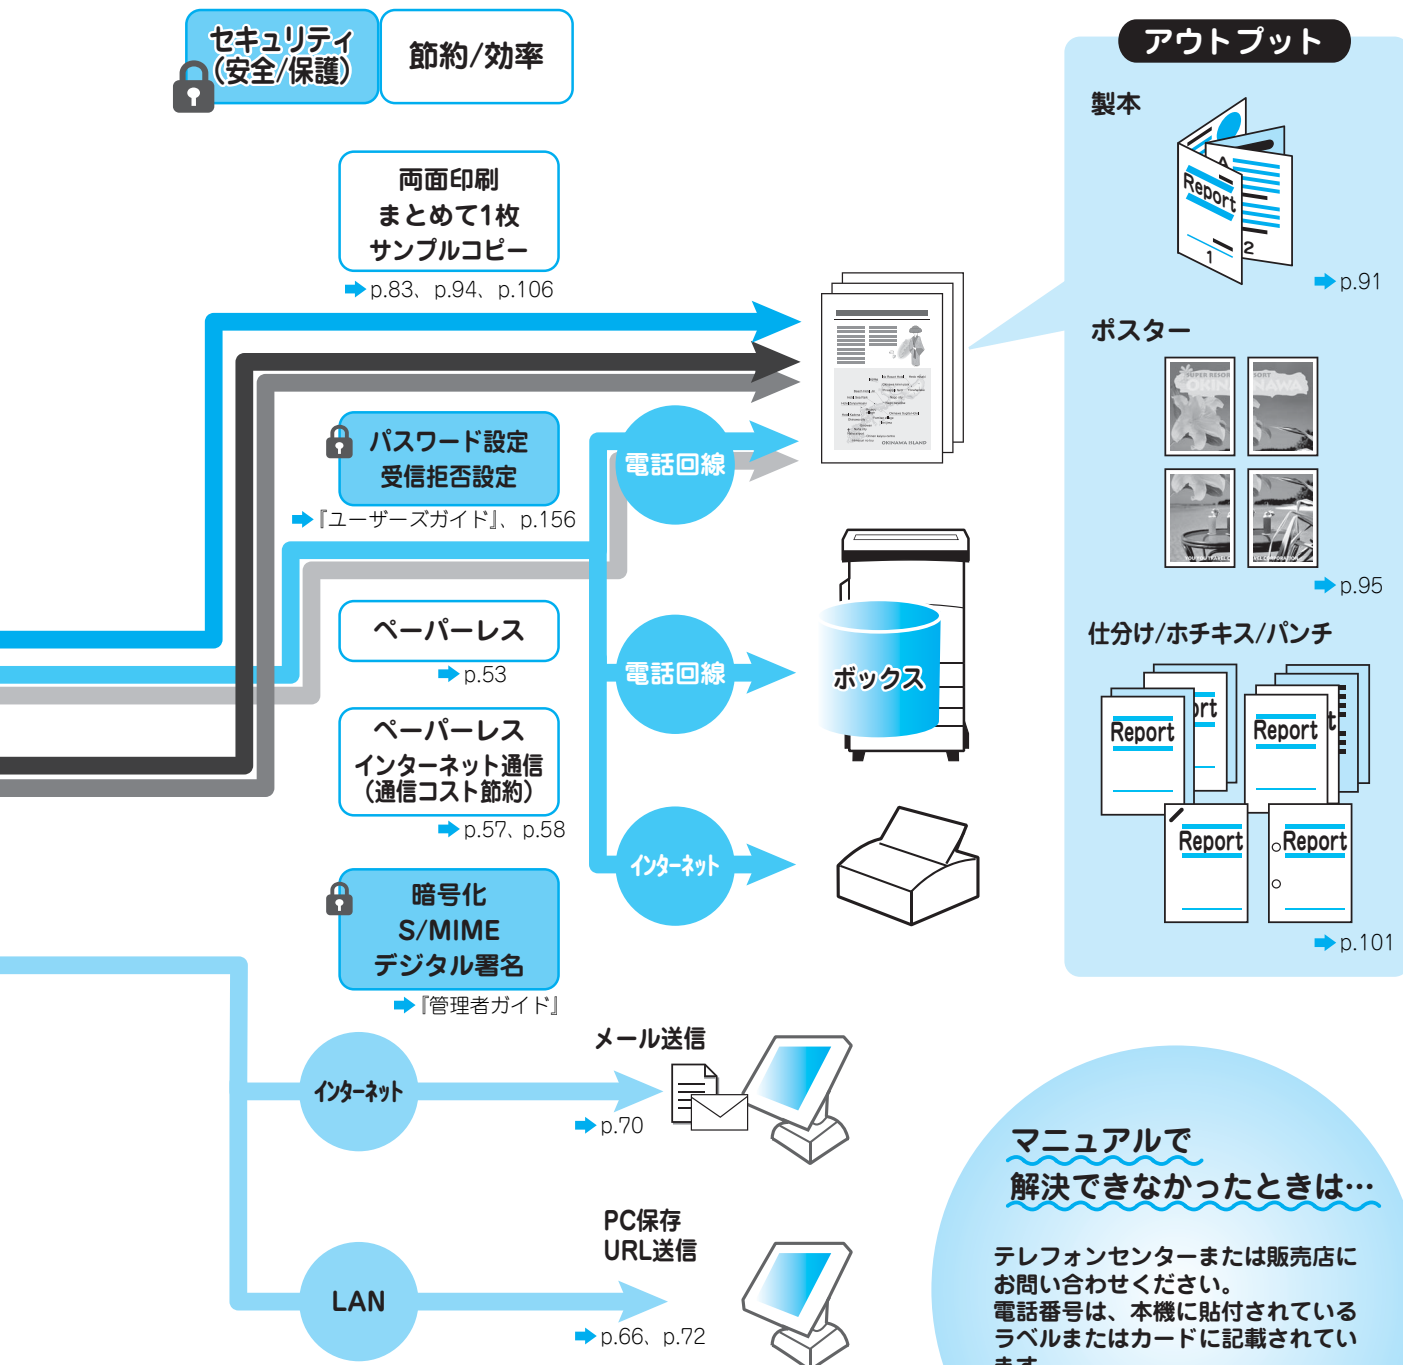 セキュリティ
（安全/保護）
節約/効率
両面印刷
まとめて1枚
サンプルコピー
p.83、p.94、p.106
パスワード設定
受信拒否設定
『ユーザーズガイド』、p.156
電話回線
ペーパーレス
p.53
電話回線
ボックス
ペーパーレス
インターネット通信
（通信コスト節約）
p.57、p.58
インターネット
暗号化
S/MIME
デジタル署名
『管理者ガイド』
インターネット
メール送信
p.70
LAN
PC保存
URL送信
p.66、p.72
OKINAWA ISLAND
アウトプット
製本
Report
A
1
2
p.91
ポスター
SUPER RESORT
OKINAWA
p.95
仕分け/ホチキス/パンチ
Report
ort
Report
t
Report
Report
p.101
マニュアルで
解決できなかったときは…
テレフォンセンターまたは販売店に
お問い合わせください。
電話番号は、本機に貼付されている
ラベルまたはカードに記載されてい
ます。